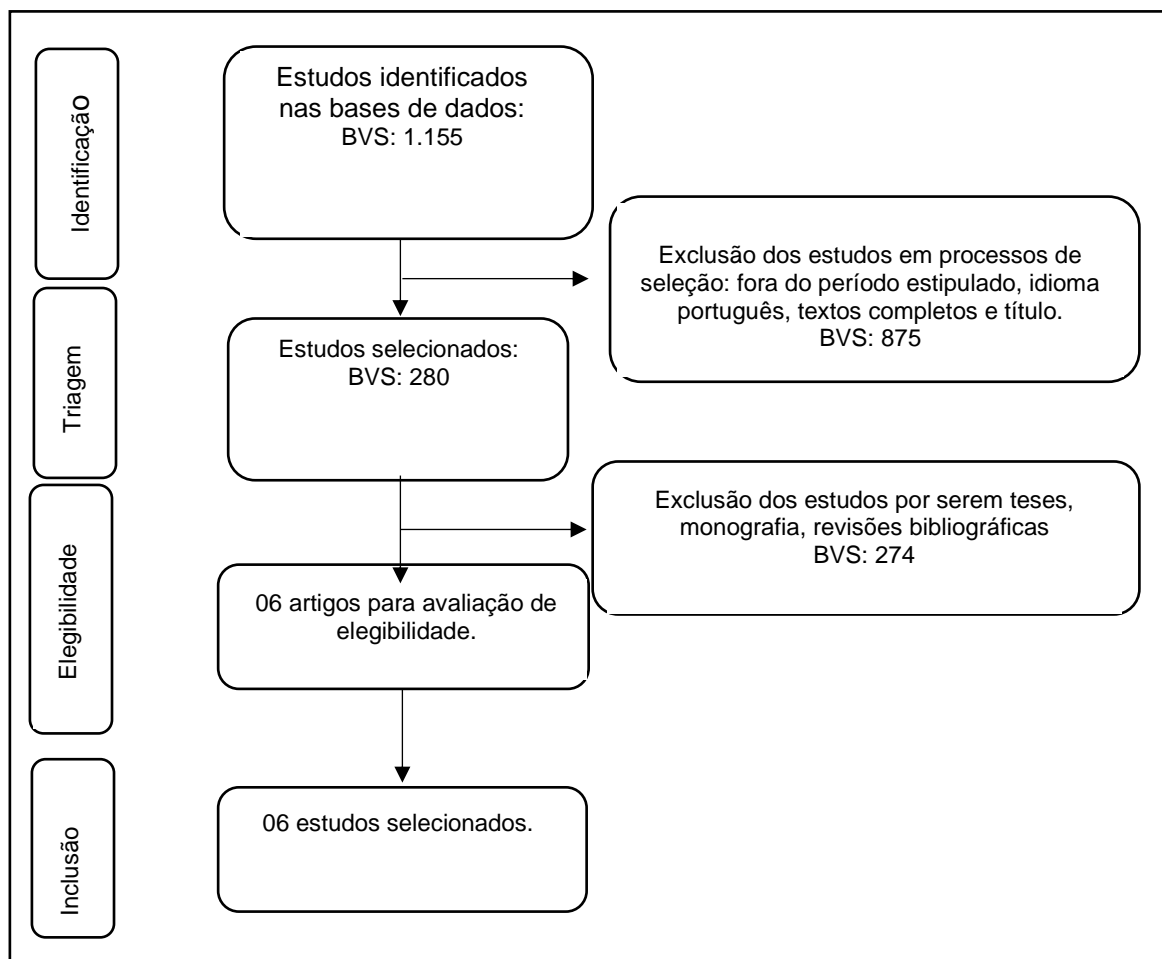 Identificação
Estudos identificados
nas bases de dados:
BVS: 1.155
Exclusão dos estudos em processos de
seleção: fora do período estipulado, idioma
português, textos completos e título.
BVS: 875
Triagem
Estudos selecionados:
BVS: 280
Exclusão dos estudos por serem teses,
monografia, revisões bibliográficas
BVS: 274
Elegibilidade
06 artigos para avaliação de
elegibilidade.
Inclusão
06 estudos selecionados.